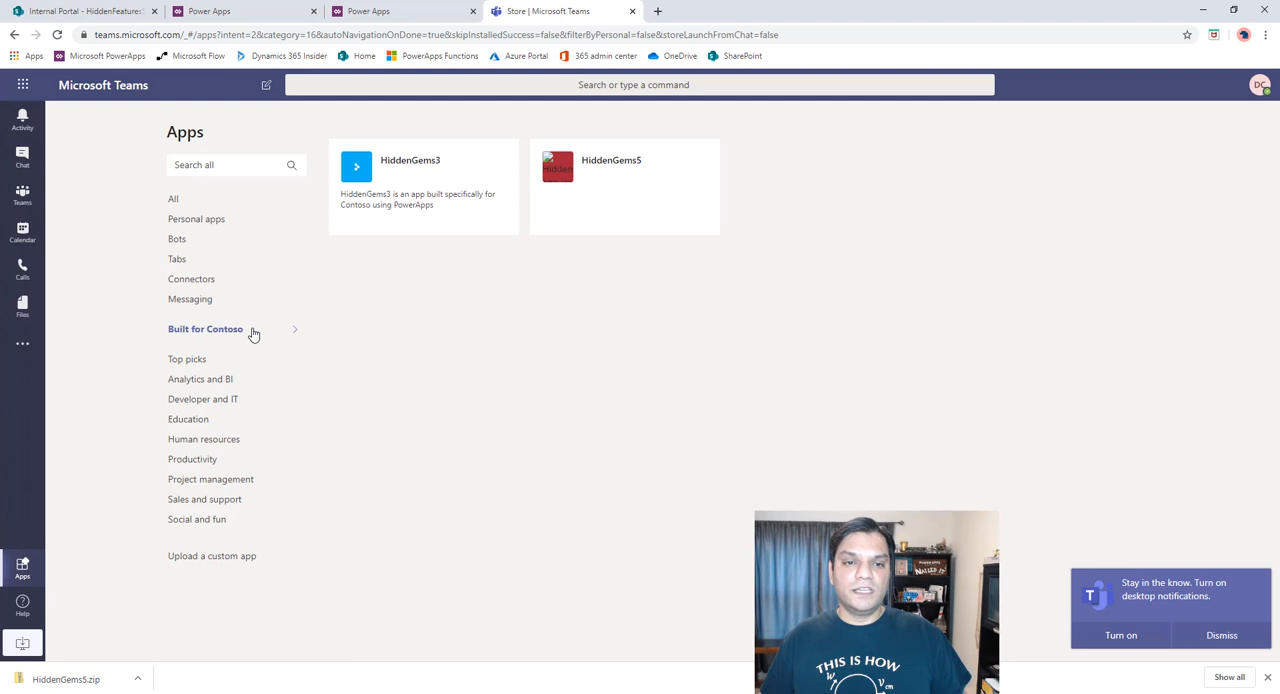 Internal Portal - HiddenFeatures
Power Apps
Power Apps
Store | Microsoft Teams
teams.microsoft.com/_#/apps?intent=2&category=16&autoNavigationOnDone=true&skipInstalledSuccess=false&filterByPersonal=false&storeLaunchFromChat=false
Apps
Microsoft PowerApps
Microsoft Flow
Dynamics 365 Insider
Home
PowerApps Functions
Azure Portal
365 admin center
OneDrive
SharePoint
Microsoft Teams
Search or type a command
DC
Activity
Chat
Teams
Calendar
Calls
Files
Apps
Help
Apps
Search all
All
Personal apps
Bots
Tabs
Connectors
Messaging
Built for Contoso
Top picks
Analytics and BI
Developer and IT
Education
Human resources
Productivity
Project management
Sales and support
Social and fun
Upload a custom app
HiddenGems3
HiddenGems3 is an app built specifically for
Contoso using PowerApps
Hidden
HiddenGems5
NAILED IT
THIS IS HOW
Stay in the know. Turn on
desktop notifications.
Turn on
Dismiss
HiddenGems5.zip
Show all